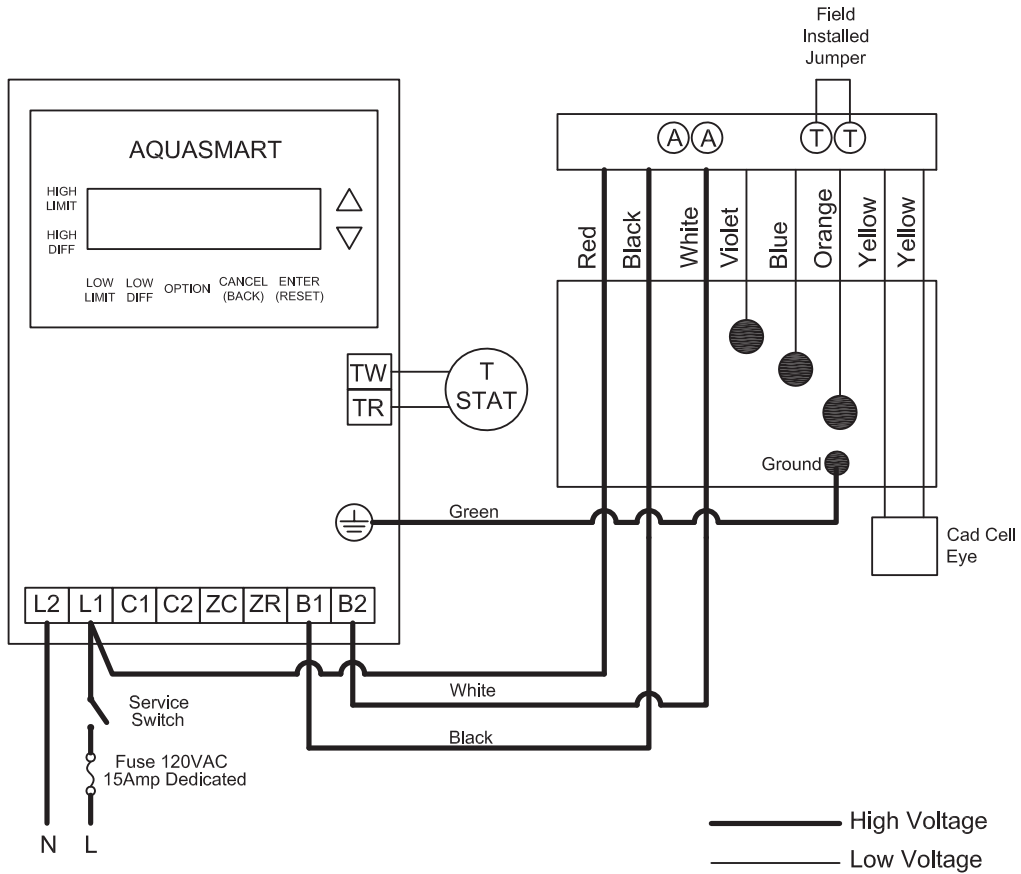 Field
Installed
Jumper
A A T T
AQUASMART
HIGH
LIMIT
HIGH
DIFF
LOW
LIMIT
LOW
DIFF
OPTION
CANCEL
(BACK)
ENTER
(RESET)
Red
Black
White
Violet
Blue
Orange
Yellow
Yellow
TW
TR
T
STAT
Ground
Green
Cad Cell
Eye
L2 L1 C1 C2 ZC ZR B1 B2
White
Black
Service
Switch
Fuse 120VAC
15Amp Dedicated
N L
High Voltage
Low Voltage